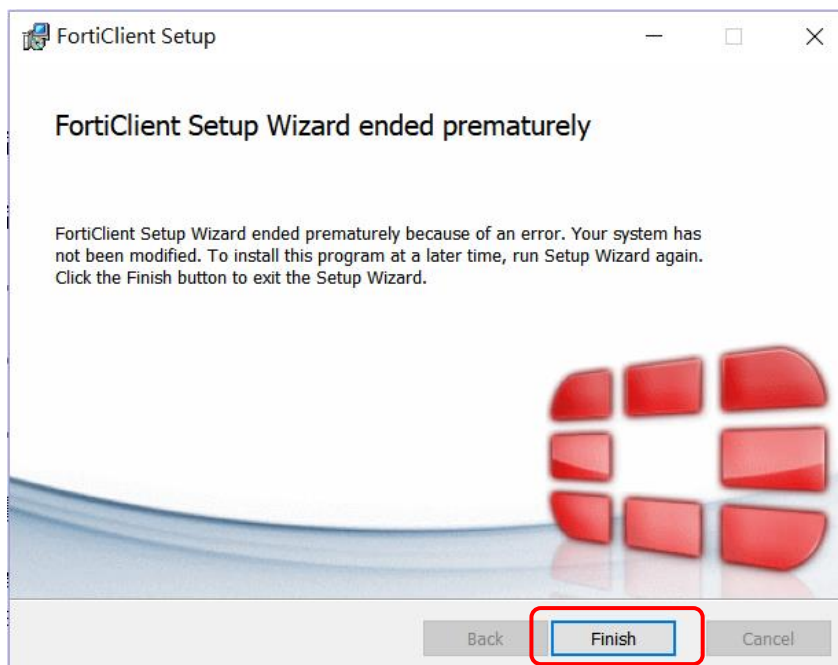 FortiClient Setup
FortiClient Setup Wizard ended prematurely
FortiClient Setup Wizard ended prematurely because of an error. Your system has
not been modified. To install this program at a later time, run Setup Wizard again.
Click the Finish button to exit the Setup Wizard.
Back
Finish
Cancel